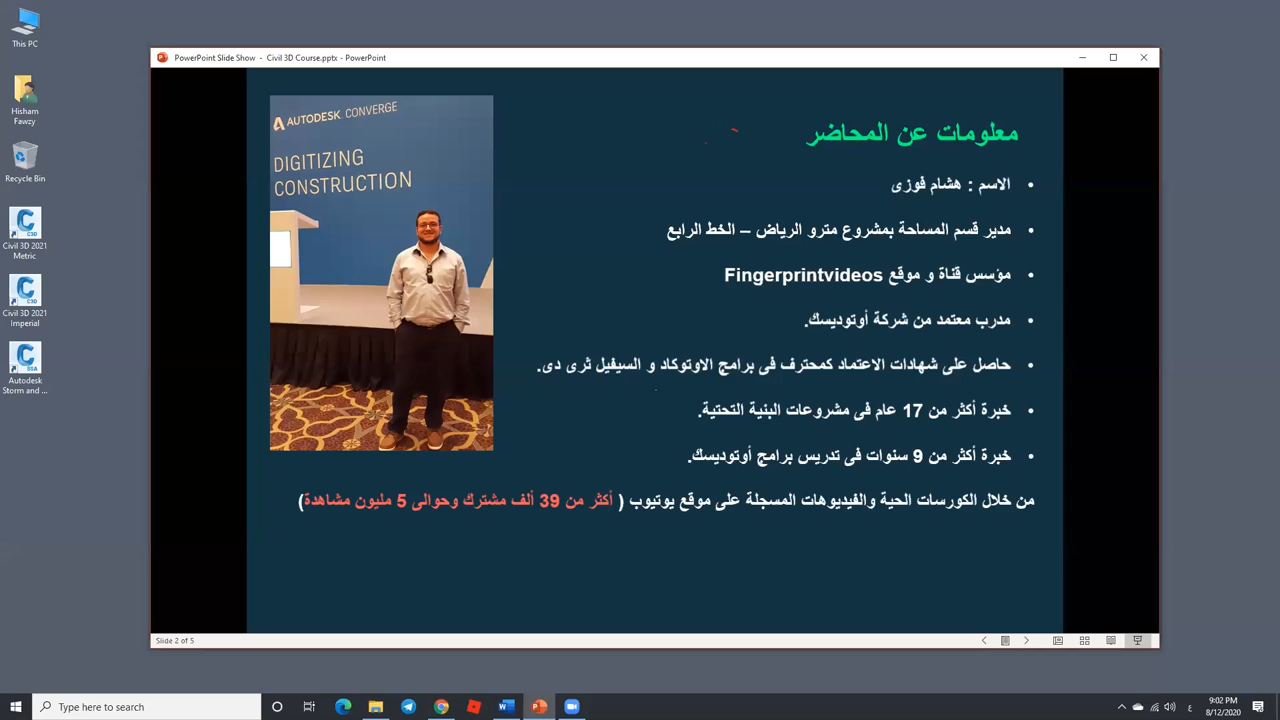 This PC
Hisham
Fawzy
Recycle Bin
Civil 3D 2021
Metric
Civil 3D 2021
Imperial
Autodesk
Storm and ...
PowerPoint Slide Show - Civil 3D Course.pptx - PowerPoint
AUTODESK CONVERGE
DIGITIZING
CONSTRUCTION
معلومات عن المحاضر
• الاسم : هشام فوزى
• مدير قسم المساحة بمشروع مترو الرياض – الخط الرابع
• مؤسس قناة و موقع Fingerprintvideos
• مدرب معتمد من شركة أوتوديسك.
• حاصل على شهادات الاعتماد كمحترف فى برامج الاوتوكاد و السيفيل ثرى دى.
• خبرة أكثر من 17 عام فى مشروعات البنية التحتية.
• خبرة أكثر من 9 سنوات فى تدريس برامج أوتوديسك.
من خلال الكورسات الحية والفيديوهات المسجلة على موقع يوتيوب ( أكثر من 39 ألف مشترك وحوالى 5 مليون مشاهدة)
Slide 2 of 5
Type here to search
ع
9:02 PM
8/12/2020